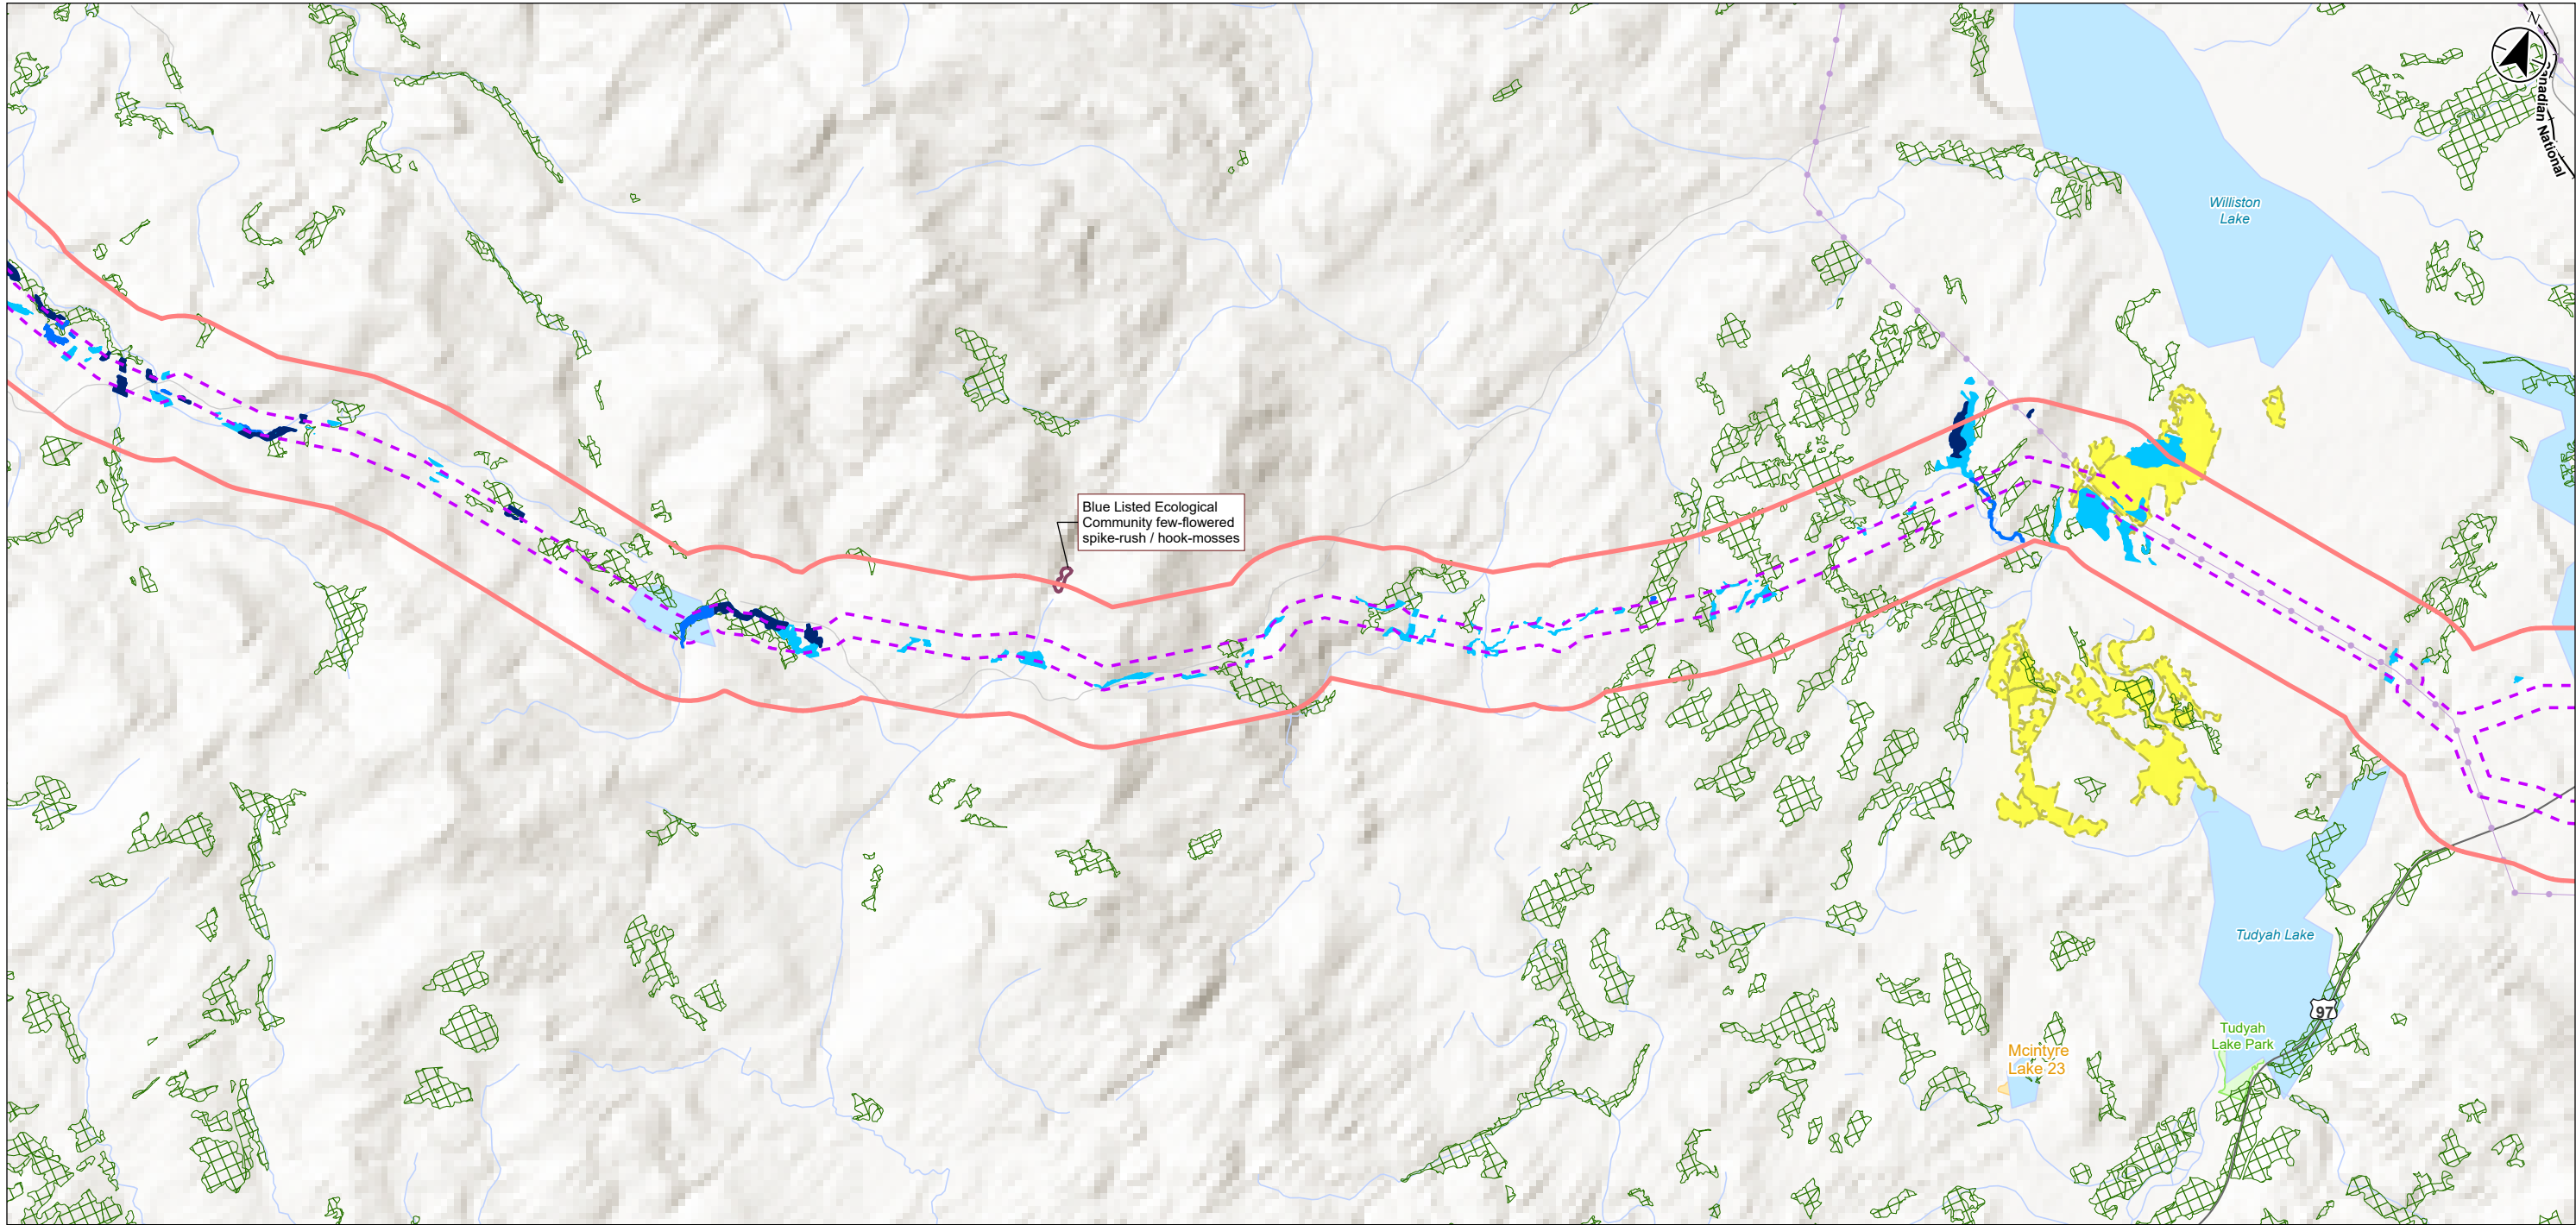 N
Canadian National
Williston
Lake
Blue Listed Ecological
Community few-flowered
spike-rush / hook-mosses
Tudyah Lake
97
Tudyah
Lake Park
Mcintyre
Lake 23